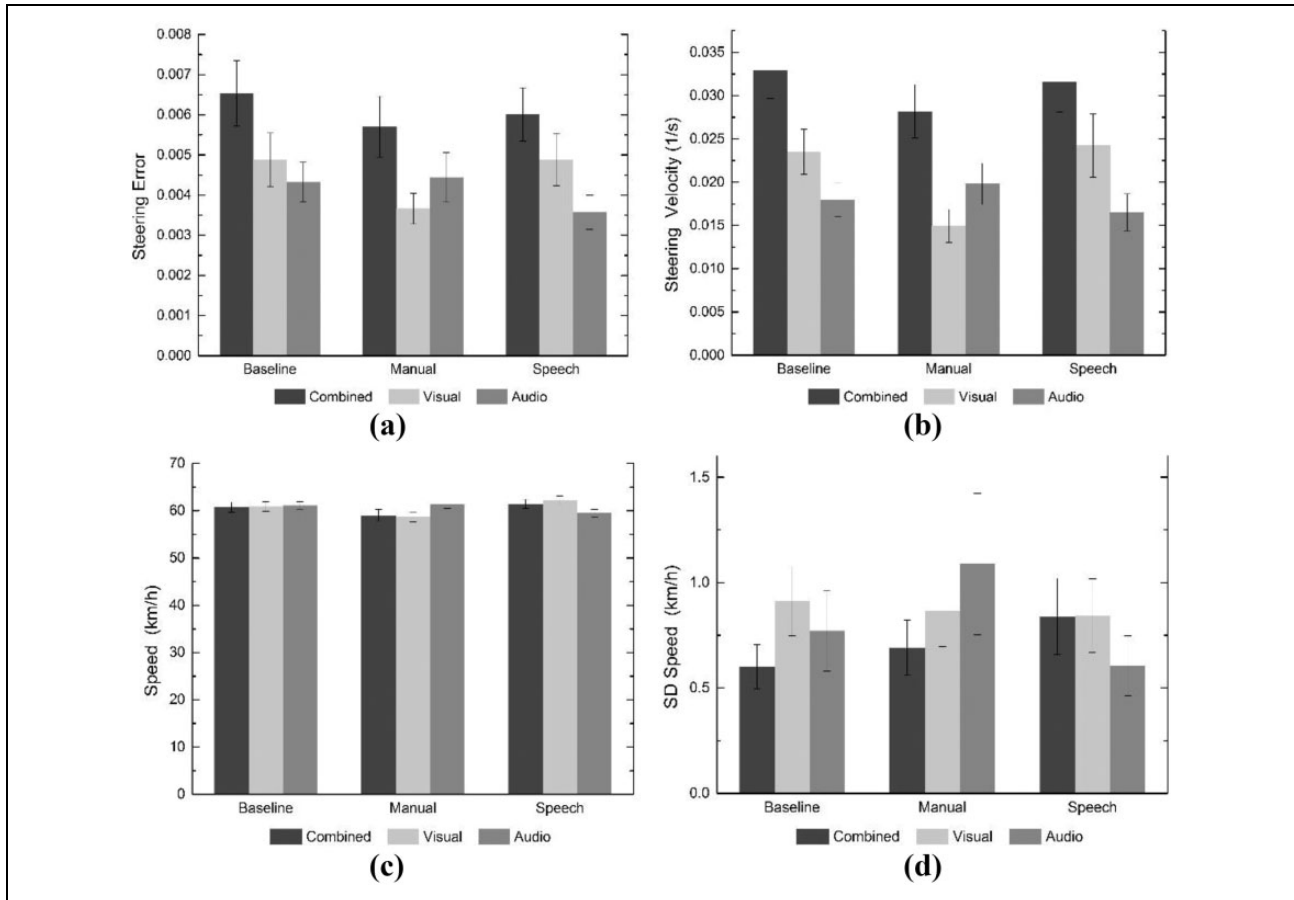 0.008
0.007
0.006
0.005
0.004
0.003
0.002
0.001
0.000
Steering Error
Baseline Manual Speech
Combined Visual Audio
(a)
0.035
0.030
0.025
0.020
0.015
0.010
0.005
0.000
Steering Velocity (1/s)
Baseline Manual Speech
Combined Visual Audio
(b)
70
60
50
40
30
20
10
0
Speed (km/h)
Baseline Manual Speech
Combined Visual Audio
(c)
1.5
1.0
0.5
0.0
SD Speed (km/h)
Baseline Manual Speech
Combined Visual Audio
(d)